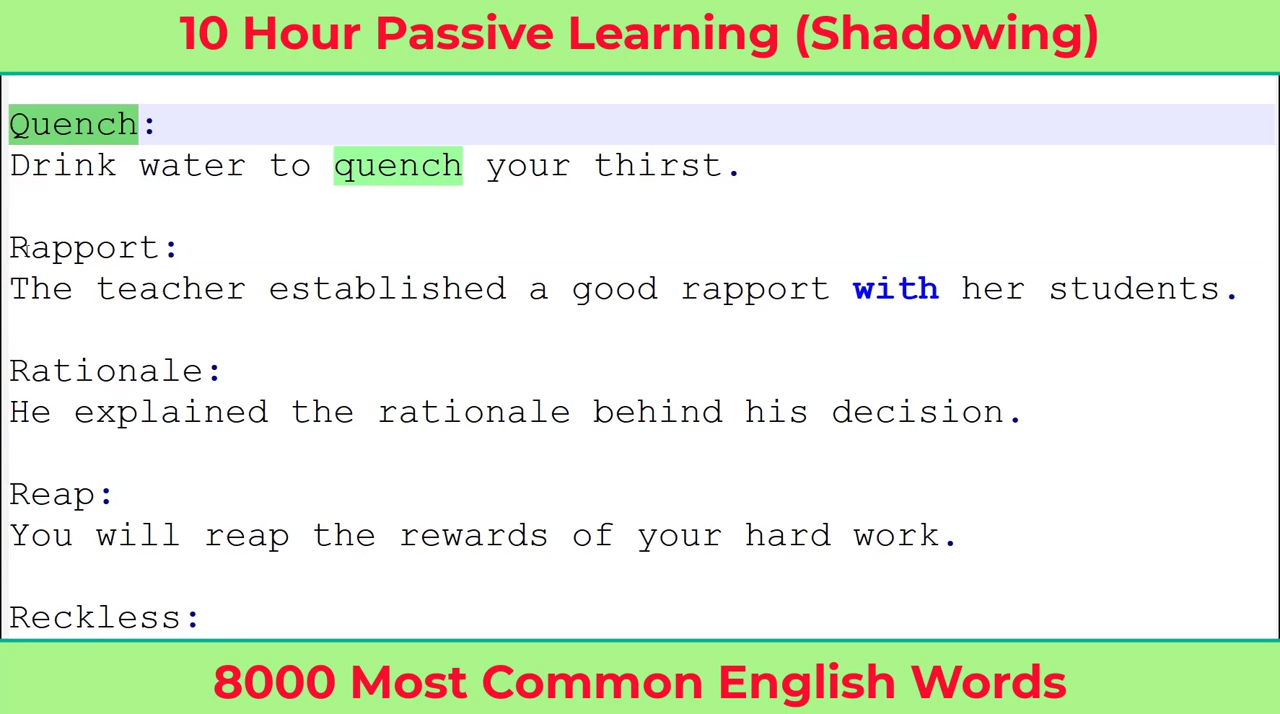 10 Hour Passive Learning (Shadowing)
Quench:
Drink water to quench your thirst.
Rapport:
The teacher established a good rapport with her students.
Rationale:
He explained the rationale behind his decision.
Reap:
You will reap the rewards of your hard work.
Reckless:
8000 Most Common English Words